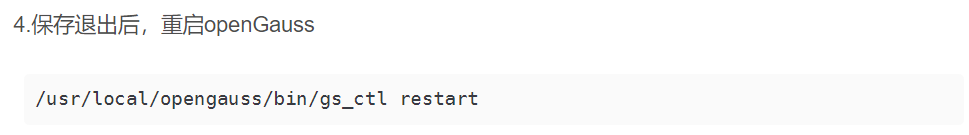 4.保存退出后，重启openGauss
/usr/local/opengauss/bin/gs_ctl restart